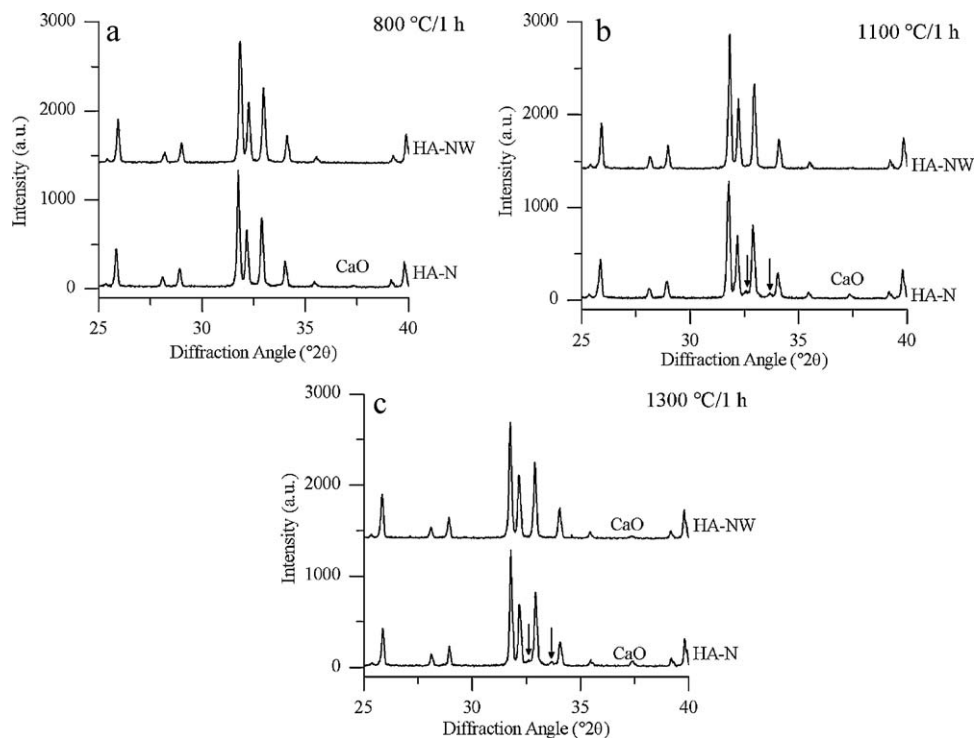 a
800 °C/1 h
3000
2000
1000
0
Intensity (a.u.)
HA-NW
CaO
HA-N
25
30
35
40
Diffraction Angle (°2θ)
b
1100 °C/1 h
3000
2000
1000
0
Intensity (a.u.)
HA-NW
CaO
HA-N
25
30
35
40
Diffraction Angle (°2θ)
c
1300 °C/1 h
3000
2000
1000
0
Intensity (a.u.)
CaO
HA-NW
CaO
HA-N
25
30
35
40
Diffraction Angle (°2θ)